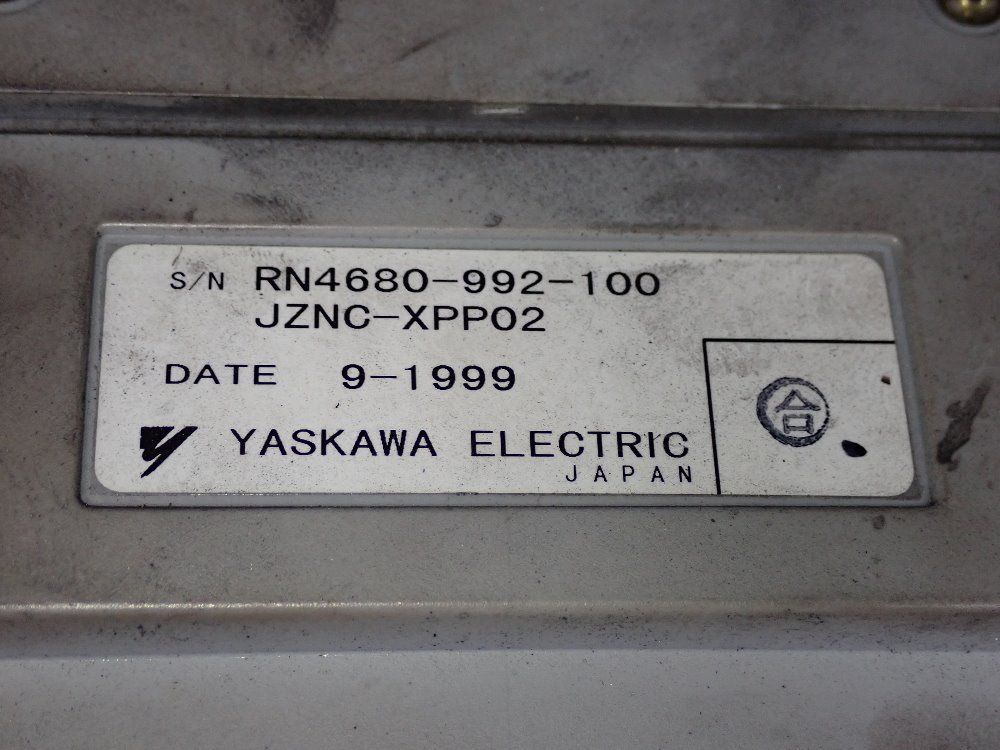 S/N RN4680-992-100
JZNC-XPP02
DATE 9-1999
合
YASKAWA ELECTRIC
JAPAN